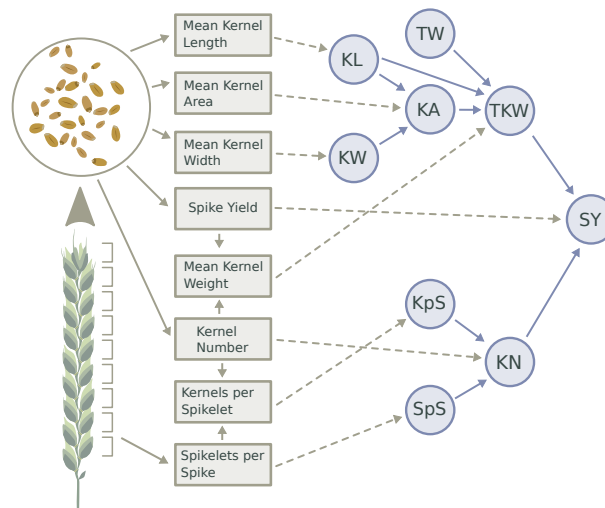 Mean Kernel
Length
Mean Kernel
Area
Mean Kernel
Width
Spike Yield
Mean Kernel
Weight
Kernel
Number
Kernels per
Spikelet
Spikelets per
Spike
TW
KL
KA
TKW
KW
SY
KpS
KN
SpS